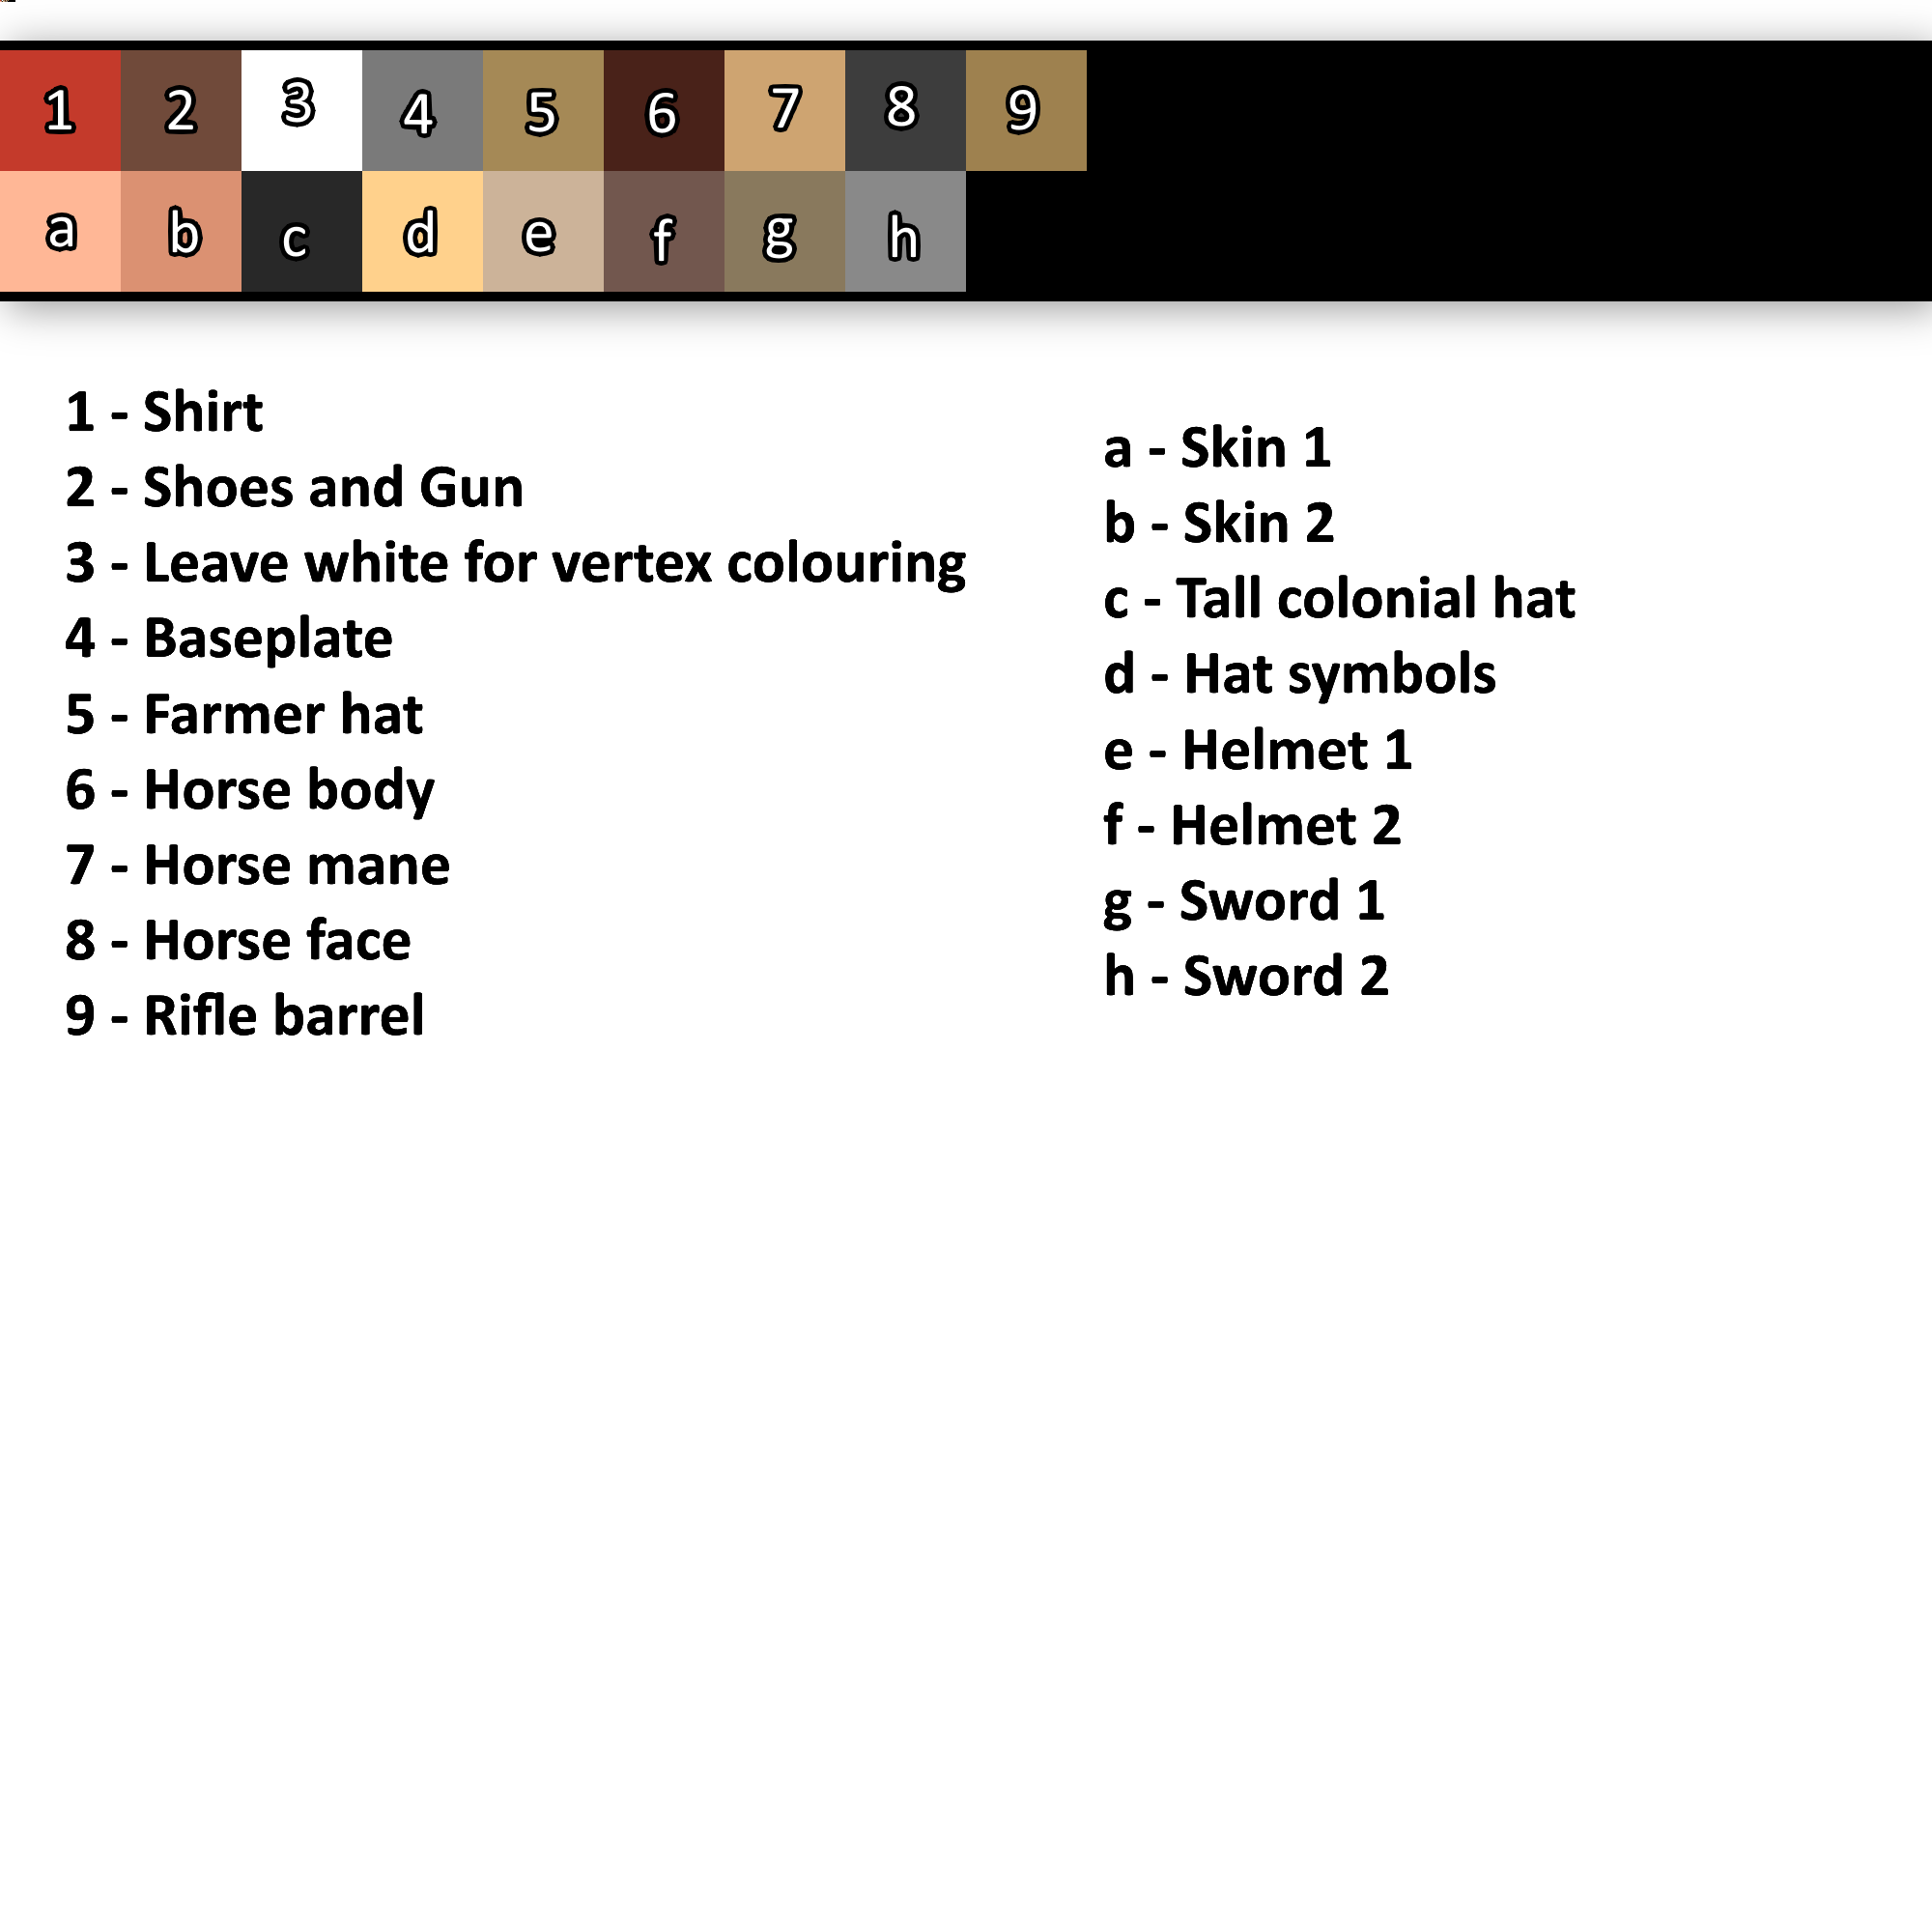 1 2 3 4 5 6 7 8 9
a b c d e f g h
1 - Shirt
2 - Shoes and Gun
3 - Leave white for vertex colouring
4 - Baseplate
5 - Farmer hat
6 - Horse body
7 - Horse mane
8 - Horse face
9 - Rifle barrel
a - Skin 1
b - Skin 2
c - Tall colonial hat
d - Hat symbols
e - Helmet 1
f - Helmet 2
g - Sword 1
h - Sword 2